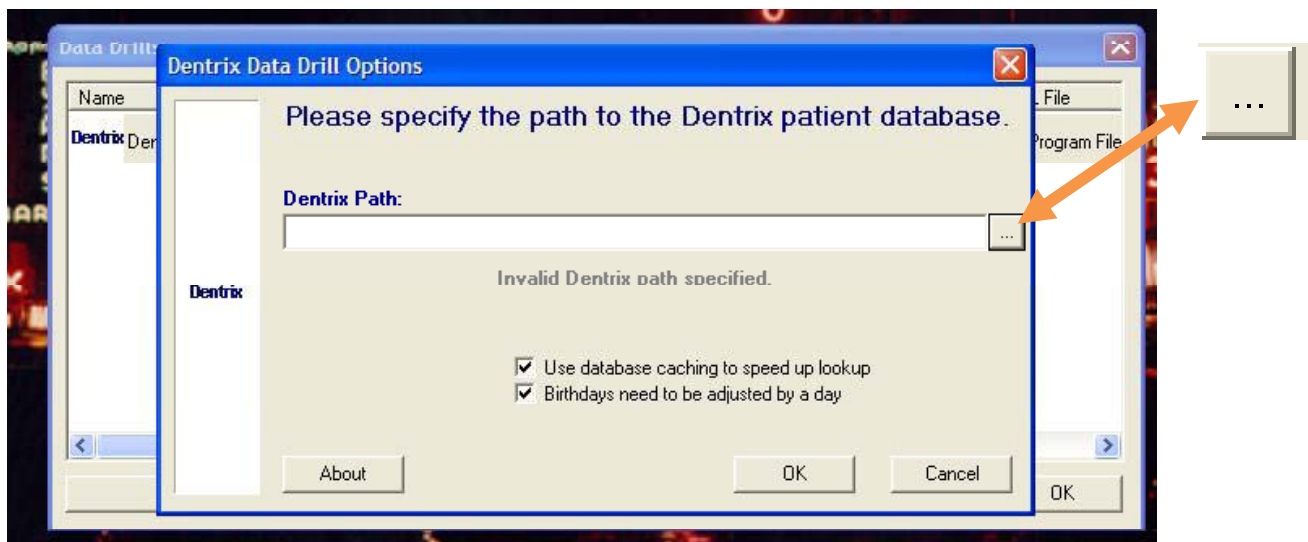 Data Drills
Dentrix Data Drill Options
Name
File
Please specify the path to the Dentrix patient database.
Dentrix
Der
Program File
Dentrix Path:
...
...
Invalid Dentrix path specified.
Dentrix
Use database caching to speed up lookup
Birthdays need to be adjusted by a day
About
OK
Cancel
OK